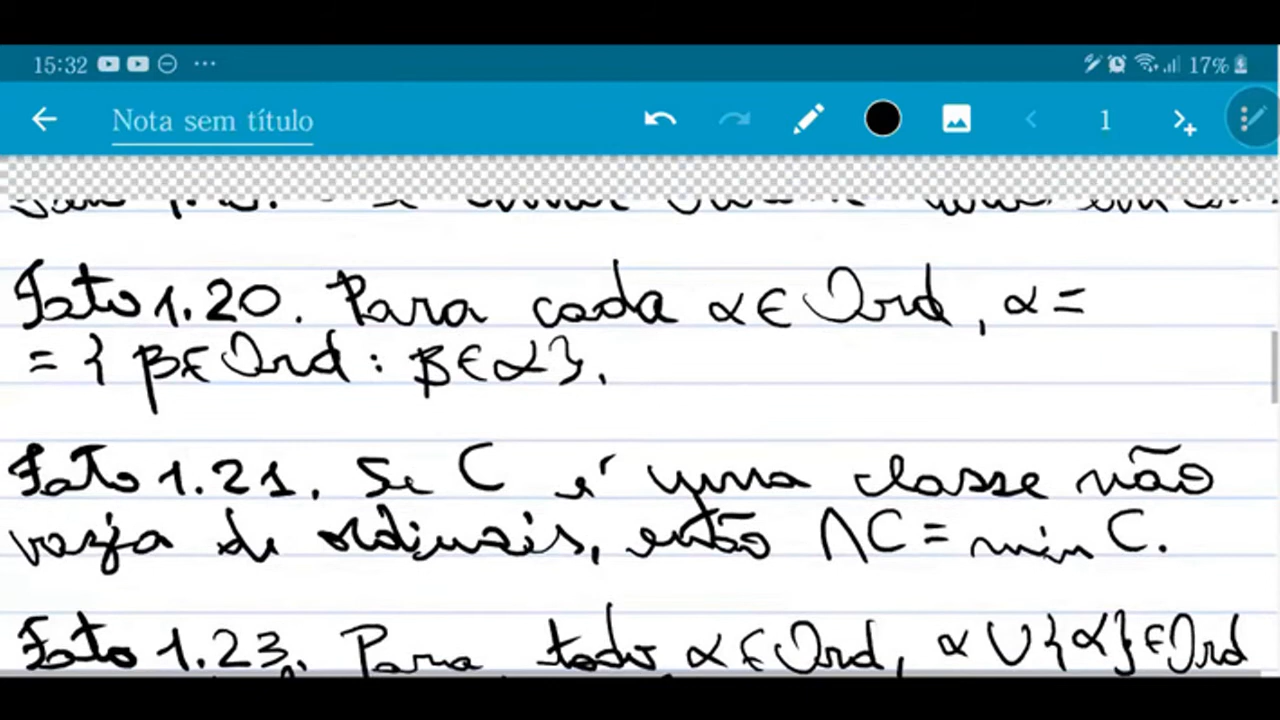 15:32 ... 17%
Nota sem título 1
Fato 1.20. Para cada α∈Ord, α=
= { β∈Ord : β∈α}.
Fato 1.21. Se C é uma classe não
vazia de ordinais, então ⋂C = min C.
Fato 1.23. Para todo α∈Ord, α∪{α}∈Ord